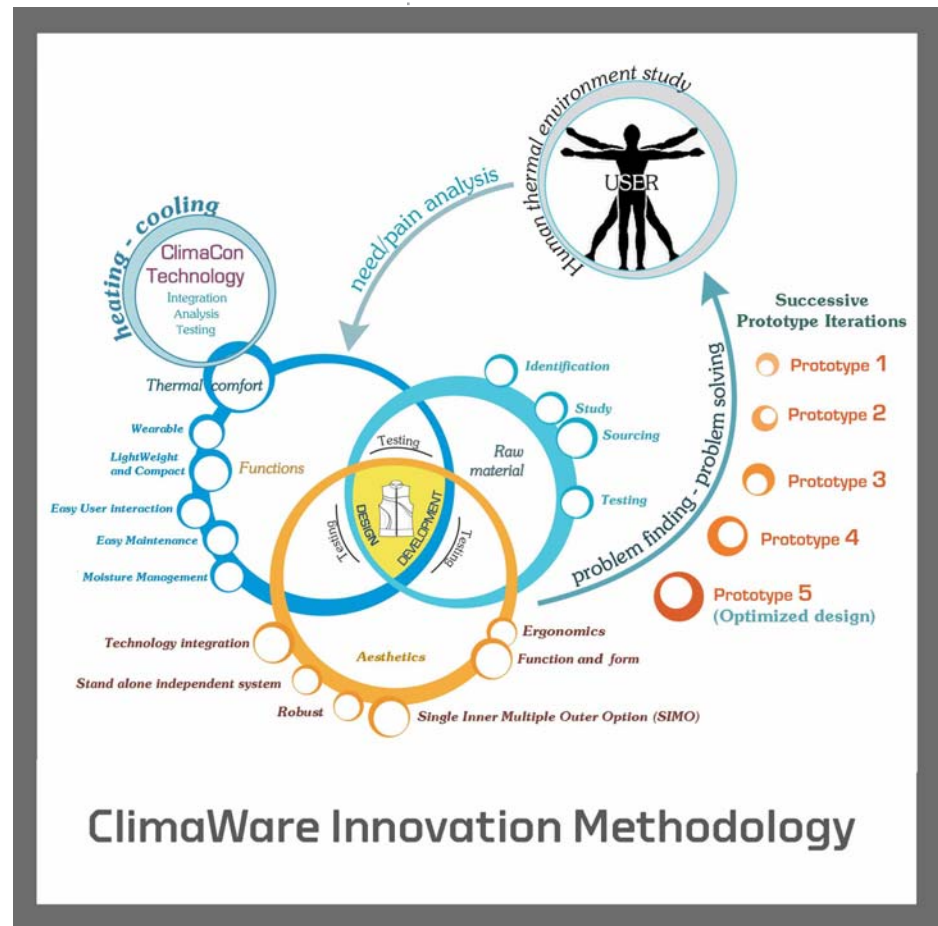 Human thermal environment study
USER
need/pain analysis
heating - cooling
ClimaCon
Technology
Integration
Analysis
Testing
Thermal comfort
Wearable
LightWeight
and Compact
Easy User interaction
Easy Maintenance
Moisture Management
Functions
Testing
Raw
material
Identification
Study
Sourcing
Testing
DESIGN
DEVELOPMENT
Testing
Testing
Aesthetics
Technology integration
Stand alone independent system
Robust
Single Inner Multiple Outer Option (SIMO)
Function and form
Ergonomics
problem finding - problem solving
Successive
Prototype Iterations
Prototype 1
Prototype 2
Prototype 3
Prototype 4
Prototype 5
(Optimized design)
ClimaWare Innovation Methodology